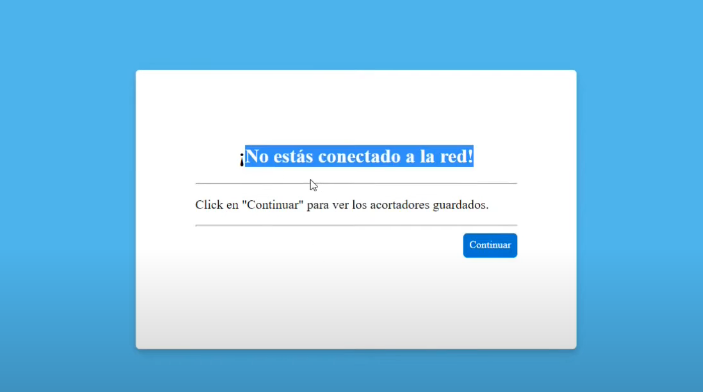 ¡No estás conectado a la red!
Click en "Continuar" para ver los acortadores guardados.
Continuar